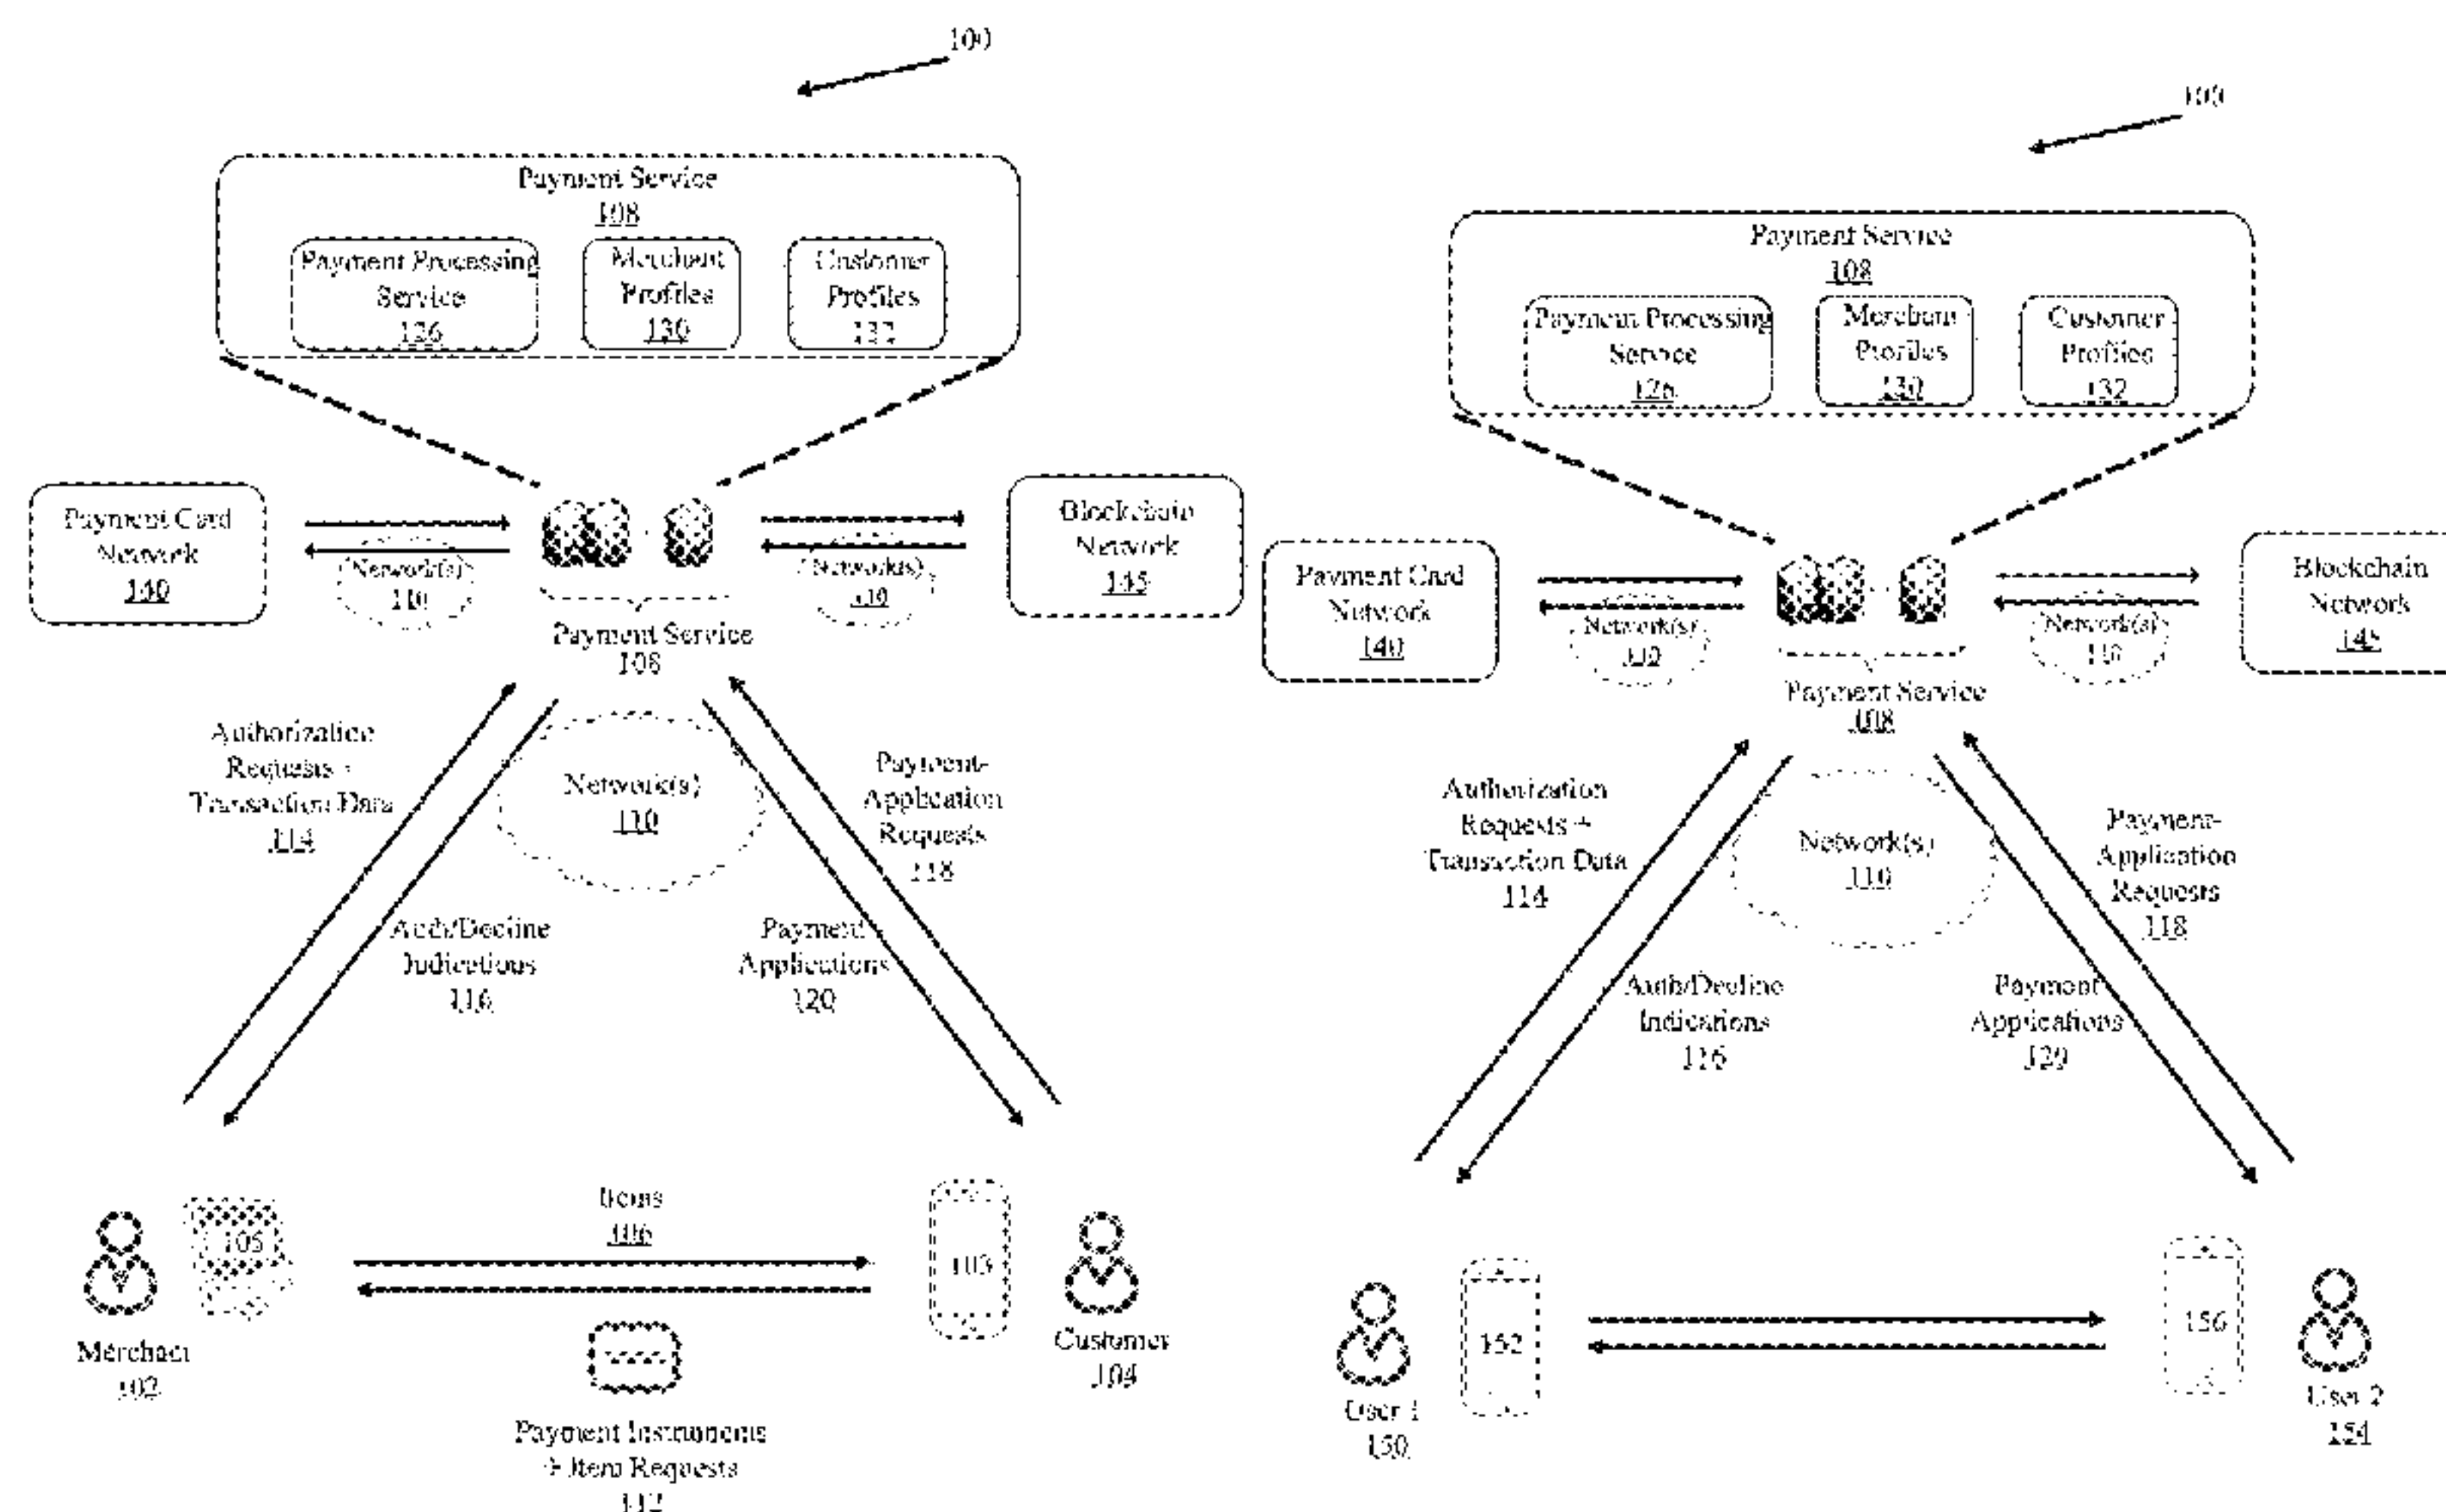 100
Payment Service
108
Payment Processing
Service
126
Merchant
Profiles
130
Customer
Profiles
132
Payment Card
Network
140
Network(s)
110
Network(s)
110
Blockchain
Network
145
Payment Service
108
Authorization
Requests +
Transaction Data
114
Network(s)
110
Payment-
Application
Requests
118
Auth/Decline
Indications
116
Payment
Applications
120
Items
106
105
103
Merchant
102
Customer
104
Payment Instruments
+ Item Requests
112
100
Payment Service
108
Payment Processing
Service
126
Merchant
Profiles
130
Customer
Profiles
132
Payment Card
Network
140
Network(s)
110
Network(s)
110
Blockchain
Network
145
Payment Service
108
Authorization
Requests +
Transaction Data
114
Network(s)
110
Payment-
Application
Requests
118
Auth/Decline
Indications
116
Payment
Applications
120
152
156
User 1
150
User 2
154